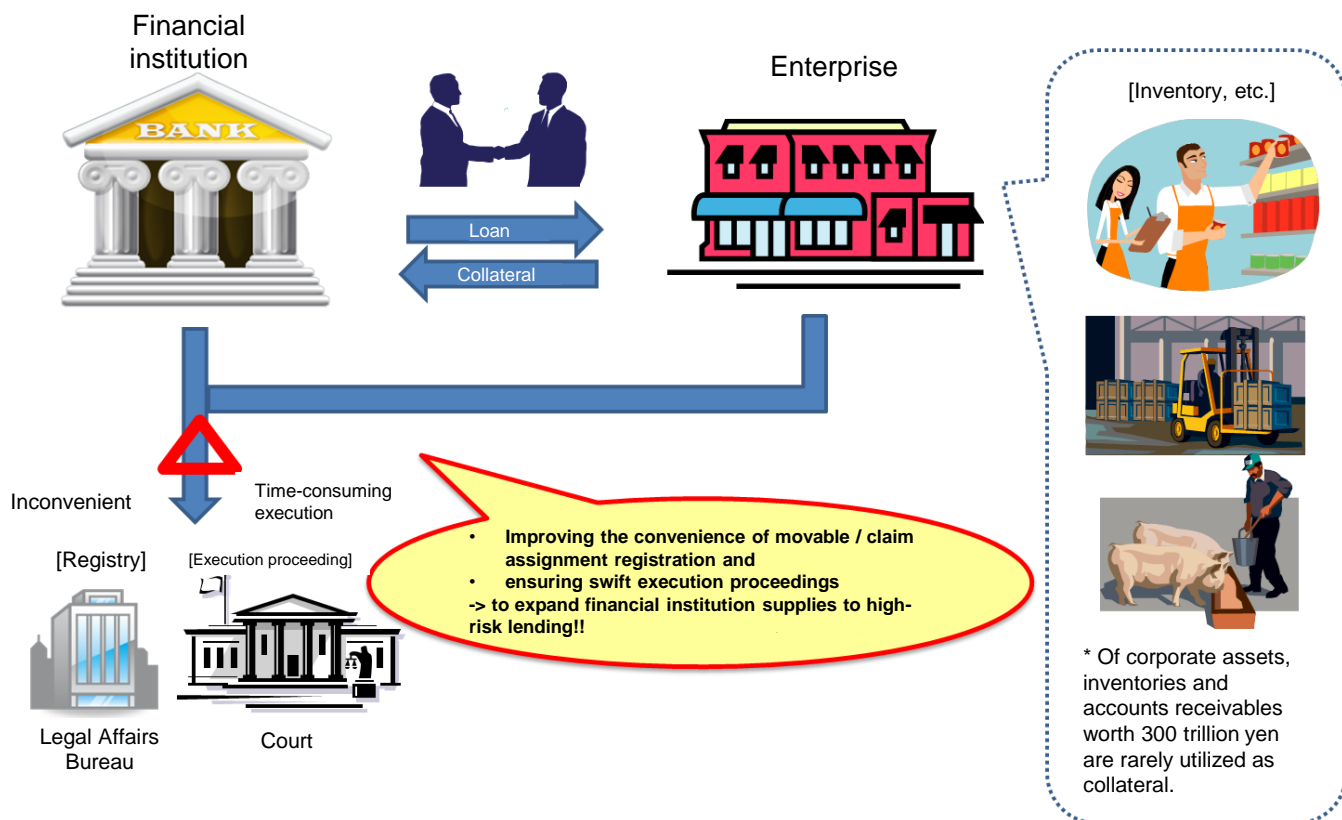 Financial
institution
BANK
Loan
Collateral
Enterprise
[Inventory, etc.]
Inconvenient
Time-consuming
execution
[Registry]
[Execution proceeding]
Legal Affairs
Bureau
Court
• Improving the convenience of movable / claim
assignment registration and
• ensuring swift execution proceedings
-> to expand financial institution supplies to high-
risk lending!!
* Of corporate assets,
inventories and
accounts receivables
worth 300 trillion yen
are rarely utilized as
collateral.